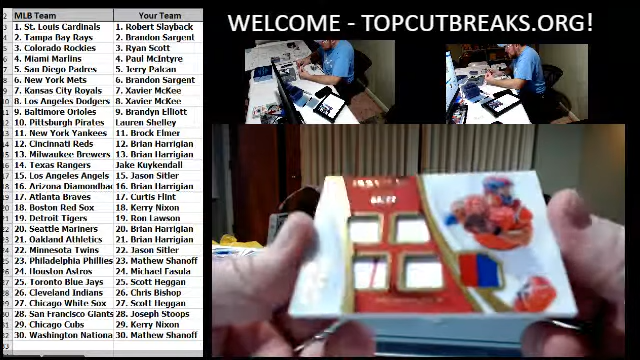 WELCOME - TOPCUTBREAKS.ORG!
MLB Team Your Team
1. St. Louis Cardinals 1. Robert Slayback
2. Tampa Bay Rays 2. Brandon Sargent
3. Colorado Rockies 3. Ryan Scott
4. Miami Marlins 4. Paul McIntyre
5. San Diego Padres 5. Terry Palcan
6. New York Mets 6. Brandon Sargent
7. Kansas City Royals 7. Xavier McKee
8. Los Angeles Dodgers 8. Xavier McKee
9. Baltimore Orioles 9. Brandyn Elliott
10. Pittsburgh Pirates Lauren Shelley
11. New York Yankees 11. Brock Elmer
12. Cincinnati Reds 12. Brian Harrigian
13. Milwaukee Brewers 13. Brian Harrigian
14. Texas Rangers Jake Kuykendall
15. Los Angeles Angels 15. Jason Sitler
16. Arizona Diamondbac 16. Brian Harrigian
17. Atlanta Braves 17. Curtis Flint
18. Boston Red Sox 18. Kerry Nixon
19. Detroit Tigers 19. Ron Lawson
20. Seattle Mariners 20. Brian Harrigian
21. Oakland Athletics 21. Brian Harrigian
22. Minnesota Twins 22. Jason Sitler
23. Philadelphia Phillies 23. Mathew Shanoff
24. Houston Astros 24. Michael Fasula
25. Toronto Blue Jays 25. Scott Heggan
26. Cleveland Indians 26. Chris Bishop
27. Chicago White Sox 27. Scott Heggan
28. San Francisco Giants 28. Joseph Stoops
29. Chicago Cubs 29. Kerry Nixon
30. Washington Nationa 30. Mathew Shanoff